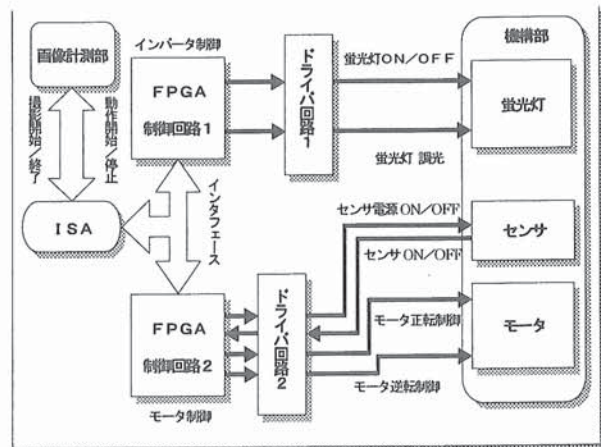 画像計測部
撮影開始/終了
動作開始/停止
ISA
インバータ制御
FPGA
制御回路1
インタフェース
FPGA
制御回路2
モータ制御
ドライバ回路1
ドライバ回路2
蛍光灯ON/OFF
蛍光灯 調光
センサ電源ON/OFF
センサON/OFF
モータ正転制御
モータ逆転制御
機構部
蛍光灯
センサ
モータ